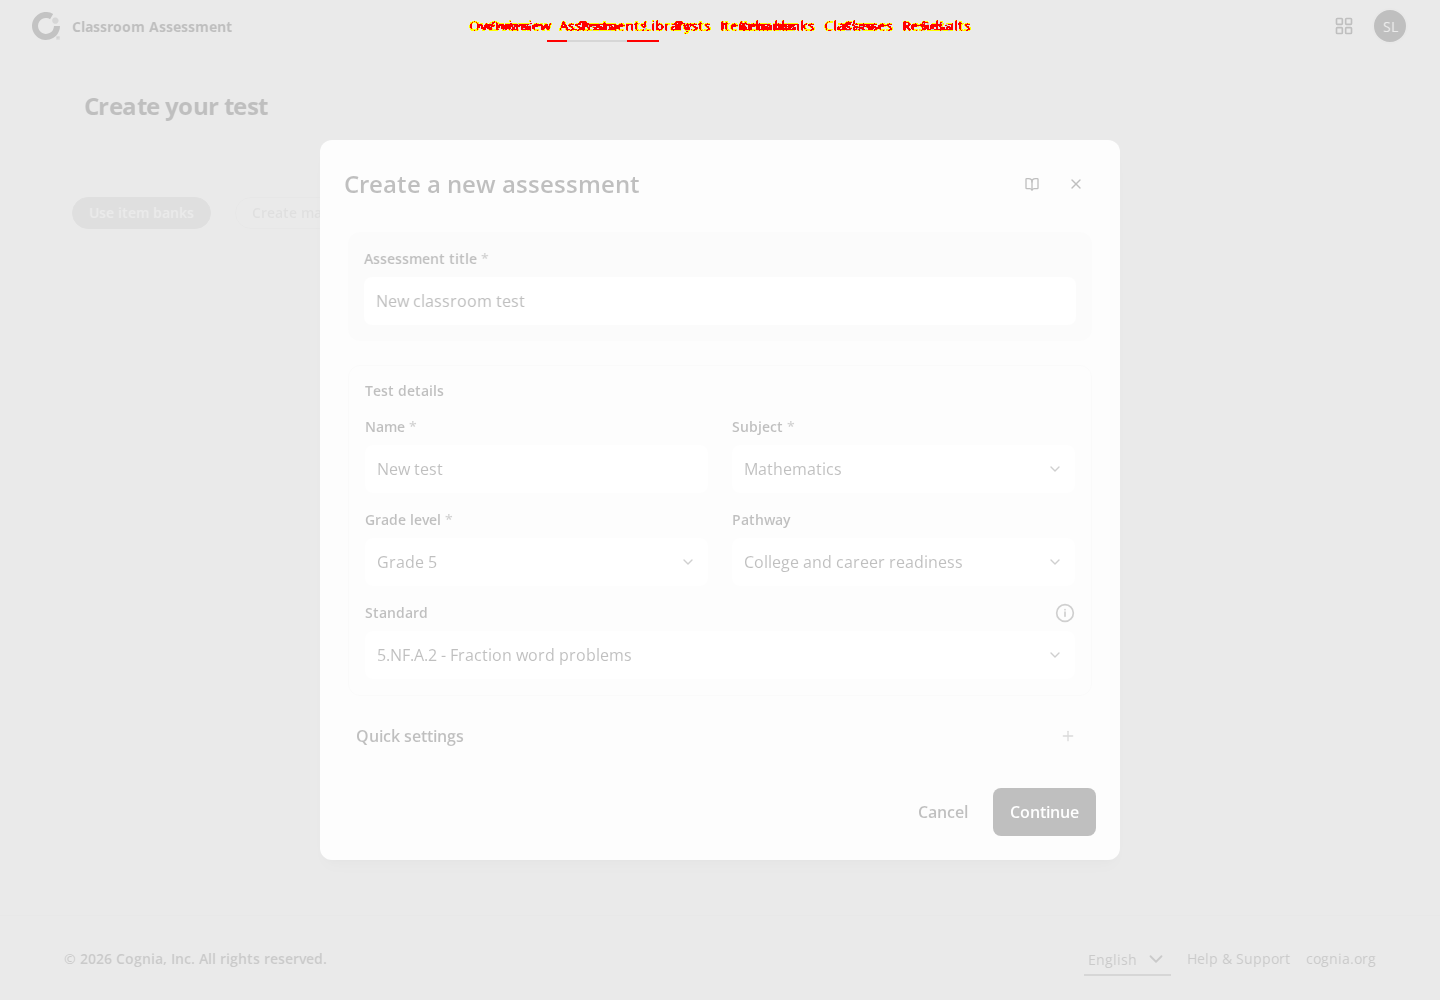 Classroom Assessment
SL
Create your test
Use item banks
Create ma
Create a new assessment
Assessment title *
New classroom test
Test details
Name *
Subject *
New test
Mathematics
Grade level *
Pathway
Grade 5
College and career readiness
Standard
5.NF.A.2 - Fraction word problems
Quick settings
Cancel
Continue
© 2026 Cognia, Inc. All rights reserved.
English
Help & Support
cognia.org